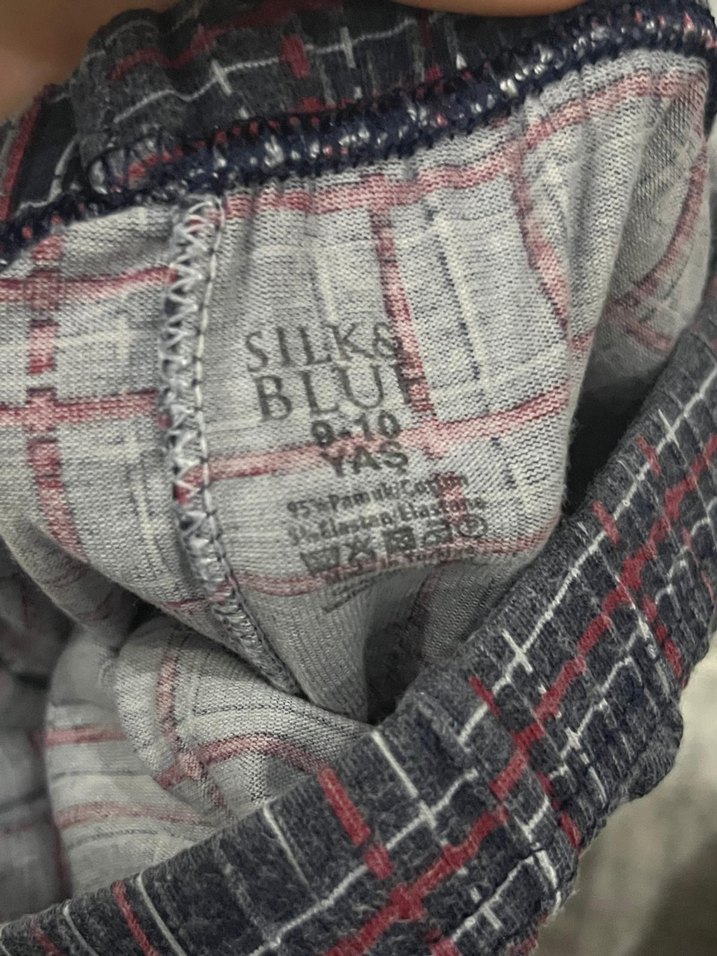 SILK&
BLUE
9-10
YAŞ
95% Pamuk/Cotton
5% Elastan/Elastane